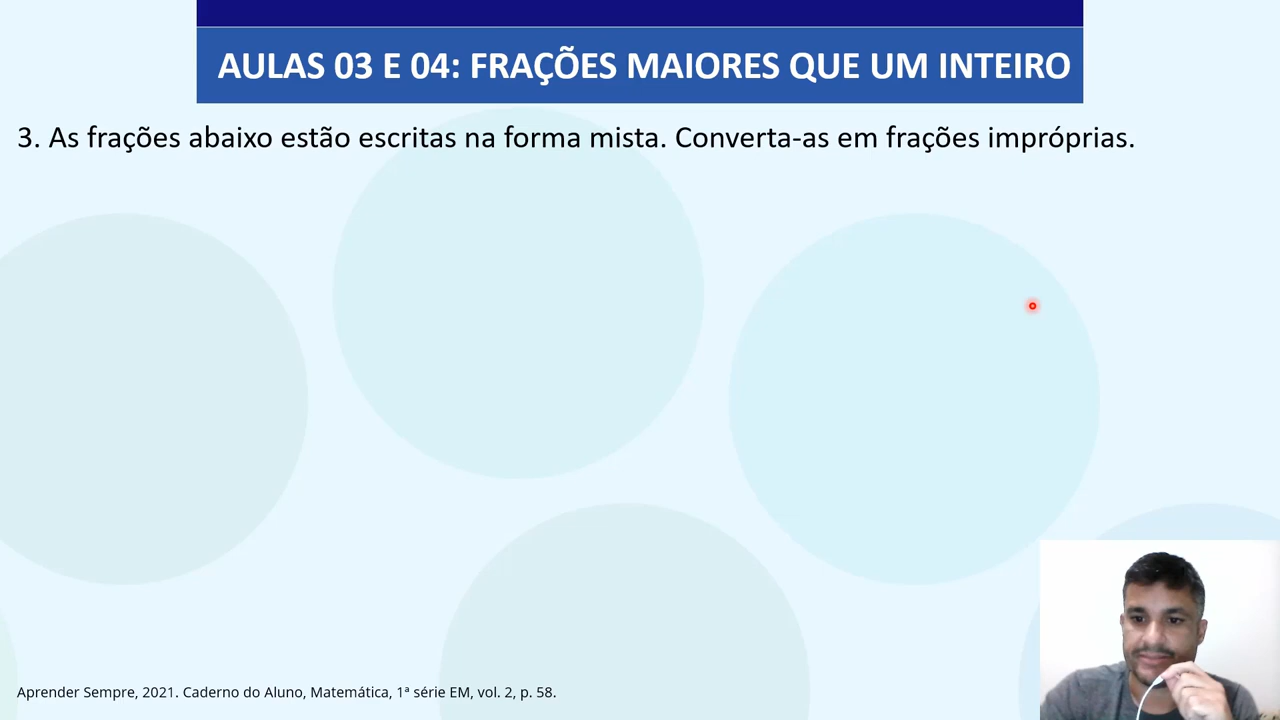 AULAS 03 E 04: FRAÇÕES MAIORES QUE UM INTEIRO
3. As frações abaixo estão escritas na forma mista. Converta-as em frações impróprias.
Aprender Sempre, 2021. Caderno do Aluno, Matemática, 1ª série EM, vol. 2, p. 58.